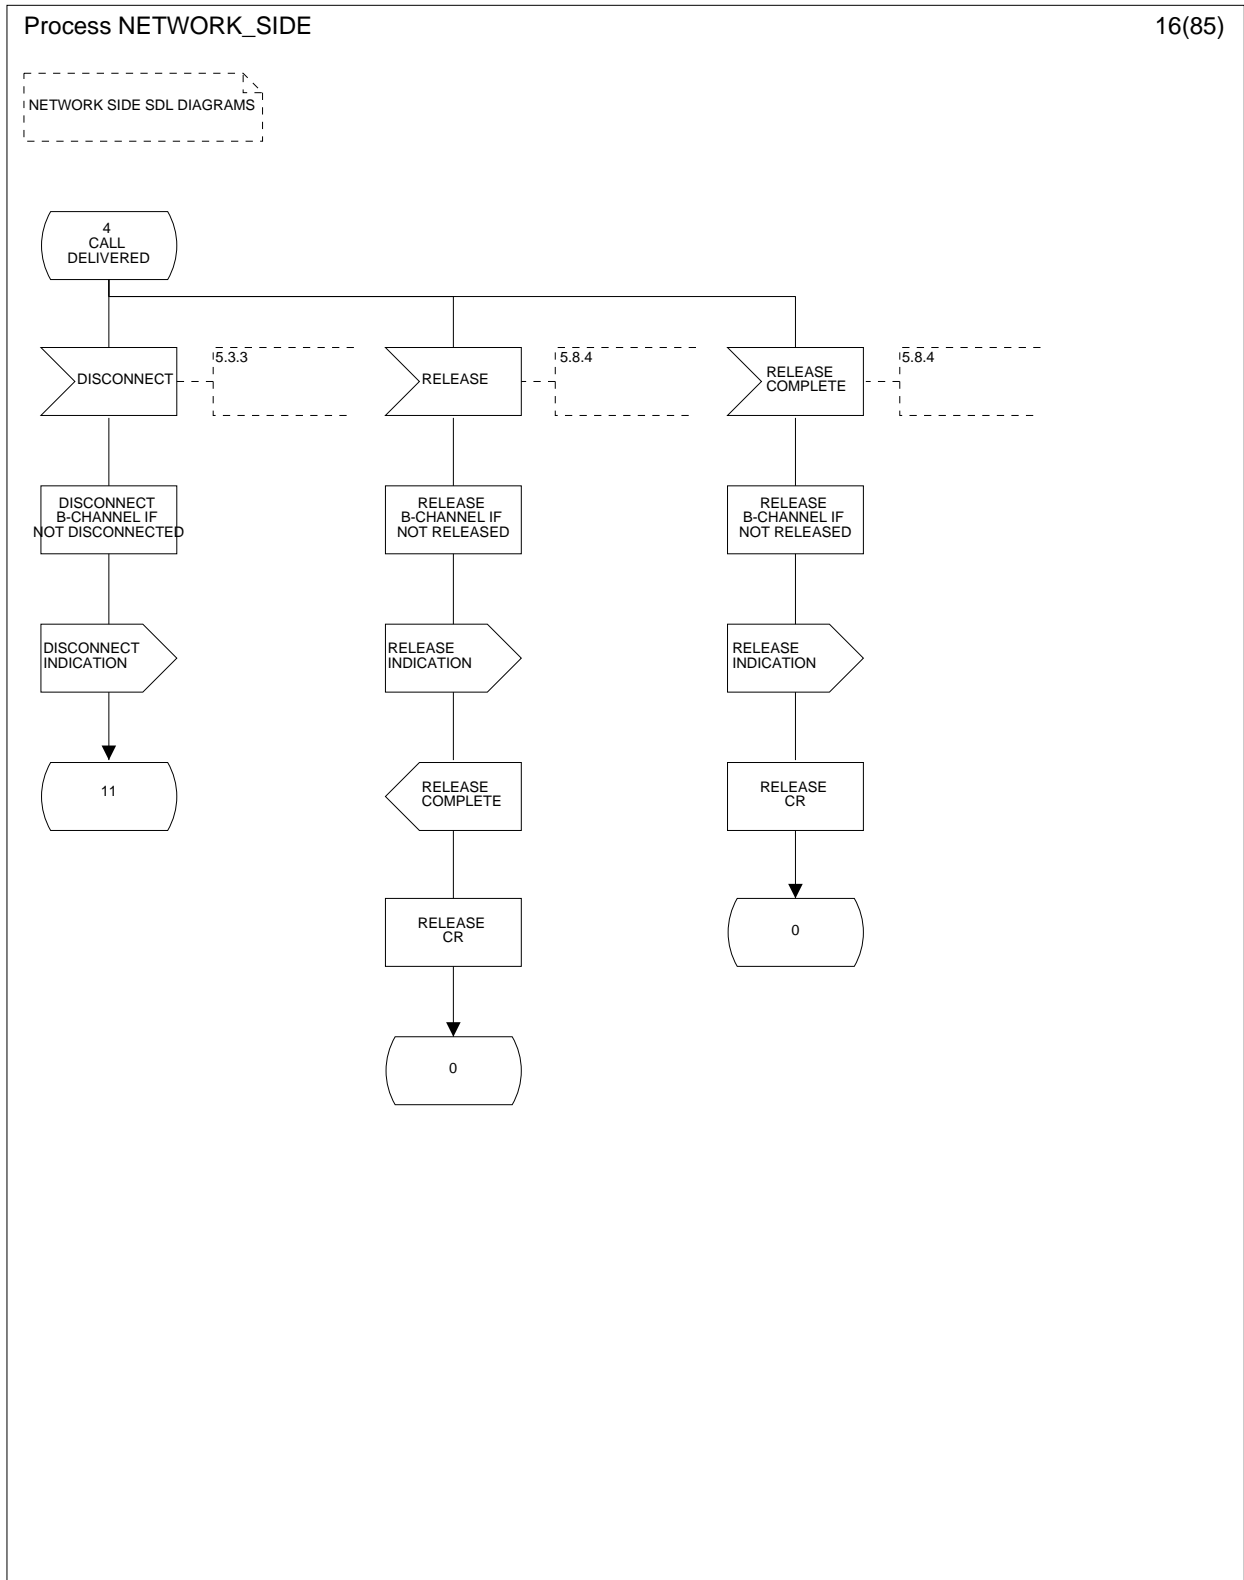 Process NETWORK_SIDE
16(85)
NETWORK SIDE SDL DIAGRAMS
4
CALL
DELIVERED
DISCONNECT
5.3.3
RELEASE
5.8.4
RELEASE
COMPLETE
5.8.4
DISCONNECT
B-CHANNEL IF
NOT DISCONNECTED
RELEASE
B-CHANNEL IF
NOT RELEASED
RELEASE
B-CHANNEL IF
NOT RELEASED
DISCONNECT
INDICATION
RELEASE
INDICATION
RELEASE
INDICATION
11
RELEASE
COMPLETE
RELEASE
CR
RELEASE
CR
0
0